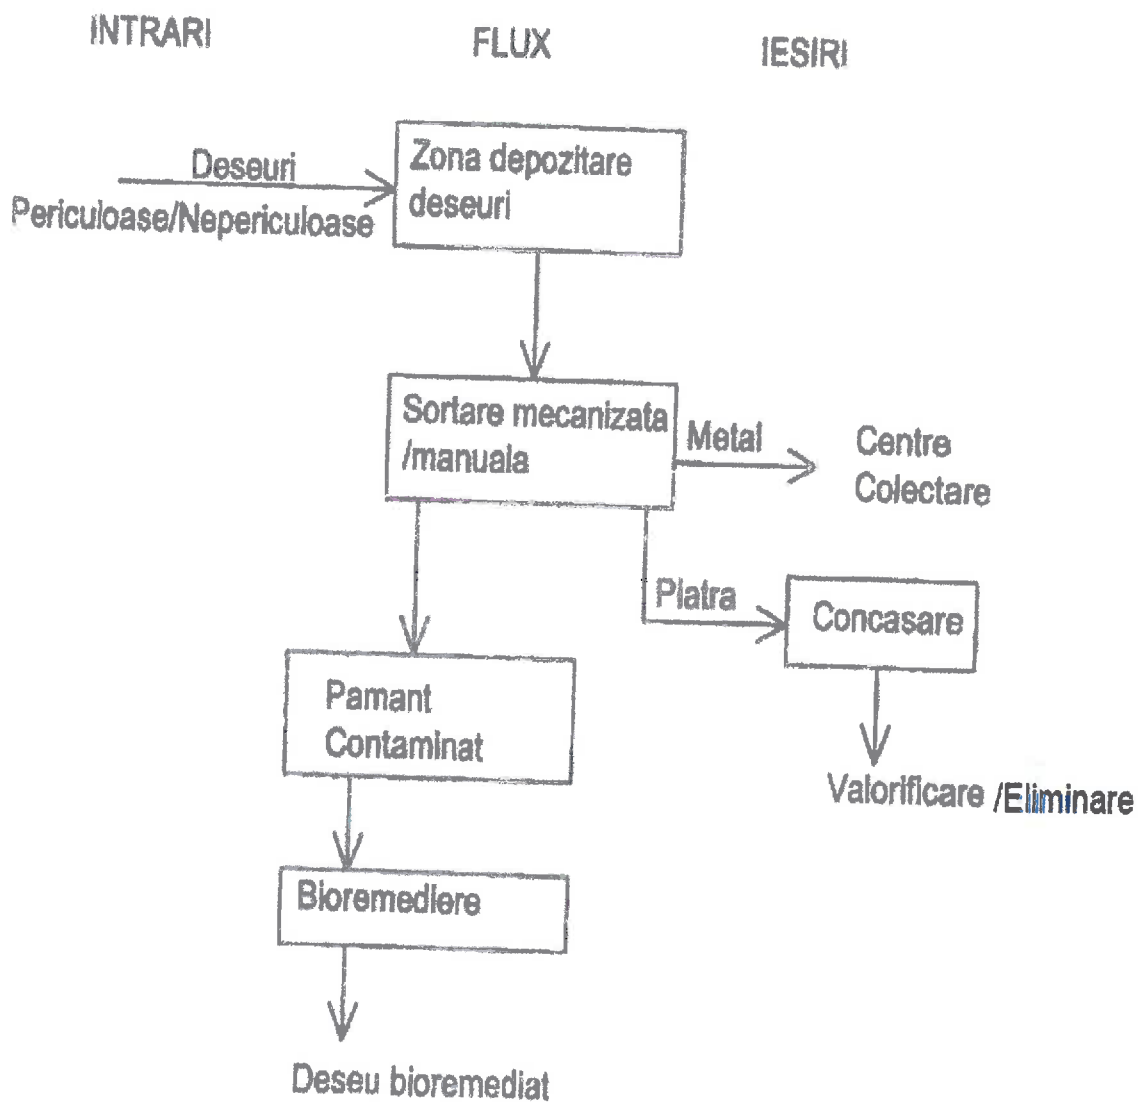 INTRARI
FLUX
IESIRI
Deseuri
Periculoase/Nepericuloase
Zona depozitare
deseuri
Sortare mecanizata
/manuala
Metal
Centre
Colectare
Piatra
Concasare
Pamant
Contaminat
Valorificare /Eliminare
Bioremediere
Deseu bioremediat